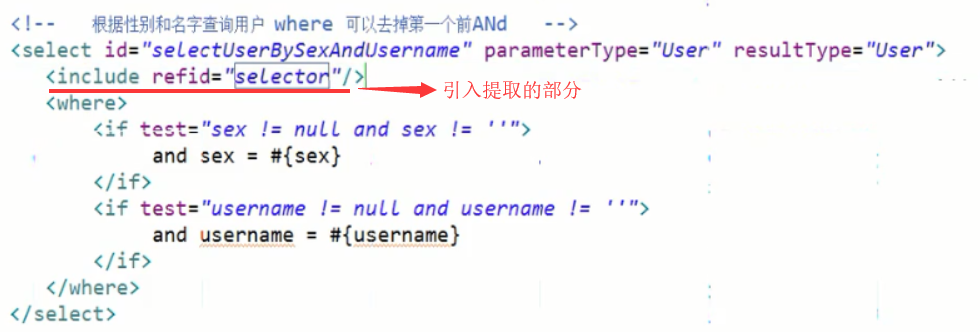 <!--   根据性别和名字查询用户 where 可以去掉第一个前ANd   -->
<select id="selectUserBySexAndUsername" parameterType="User" resultType="User">
<include refid="selector"/>
引入提取的部分
<where>
<if test="sex != null and sex != ''">
and sex = #{sex}
</if>
<if test="username != null and username != ''">
and username = #{username}
</if>
</where>
</select>